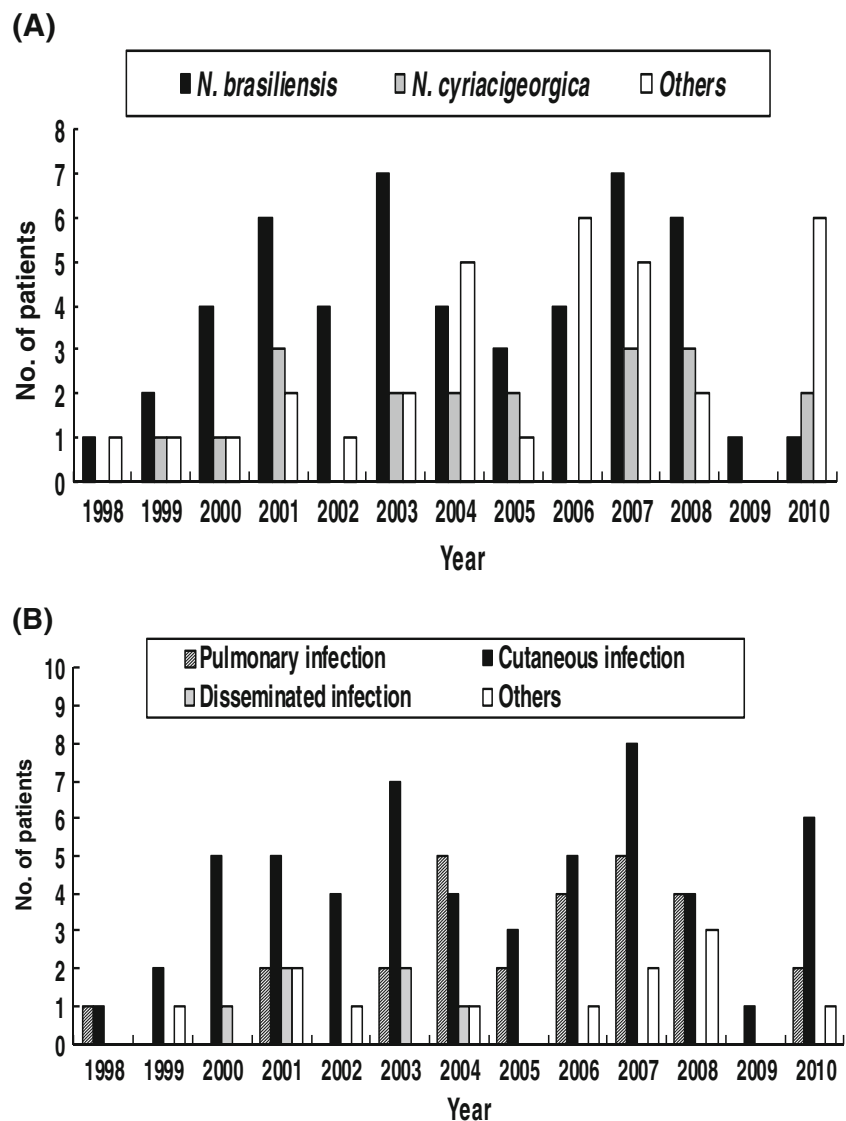 (A)
N. brasiliensis N. cyriacigeorgica Others
8
7
6
5
4
3
2
1
0
No. of patients
1998 1999 2000 2001 2002 2003 2004 2005 2006 2007 2008 2009 2010
Year
(B)
Pulmonary infection Cutaneous infection
Disseminated infection Others
10
9
8
7
6
5
4
3
2
1
0
No. of patients
1998 1999 2000 2001 2002 2003 2004 2005 2006 2007 2008 2009 2010
Year